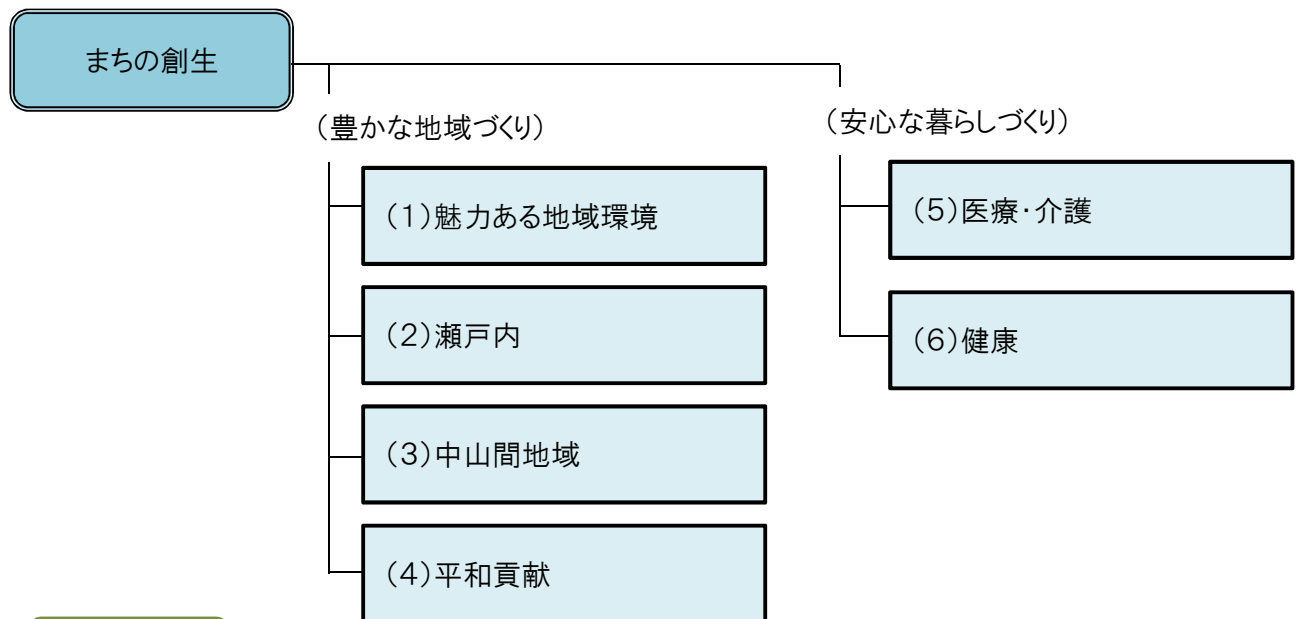 まちの創生
(豊かな地域づくり)
(1)魅力ある地域環境
(2)瀬戸内
(3)中山間地域
(4)平和貢献
(安心な暮らしづくり)
(5)医療・介護
(6)健康